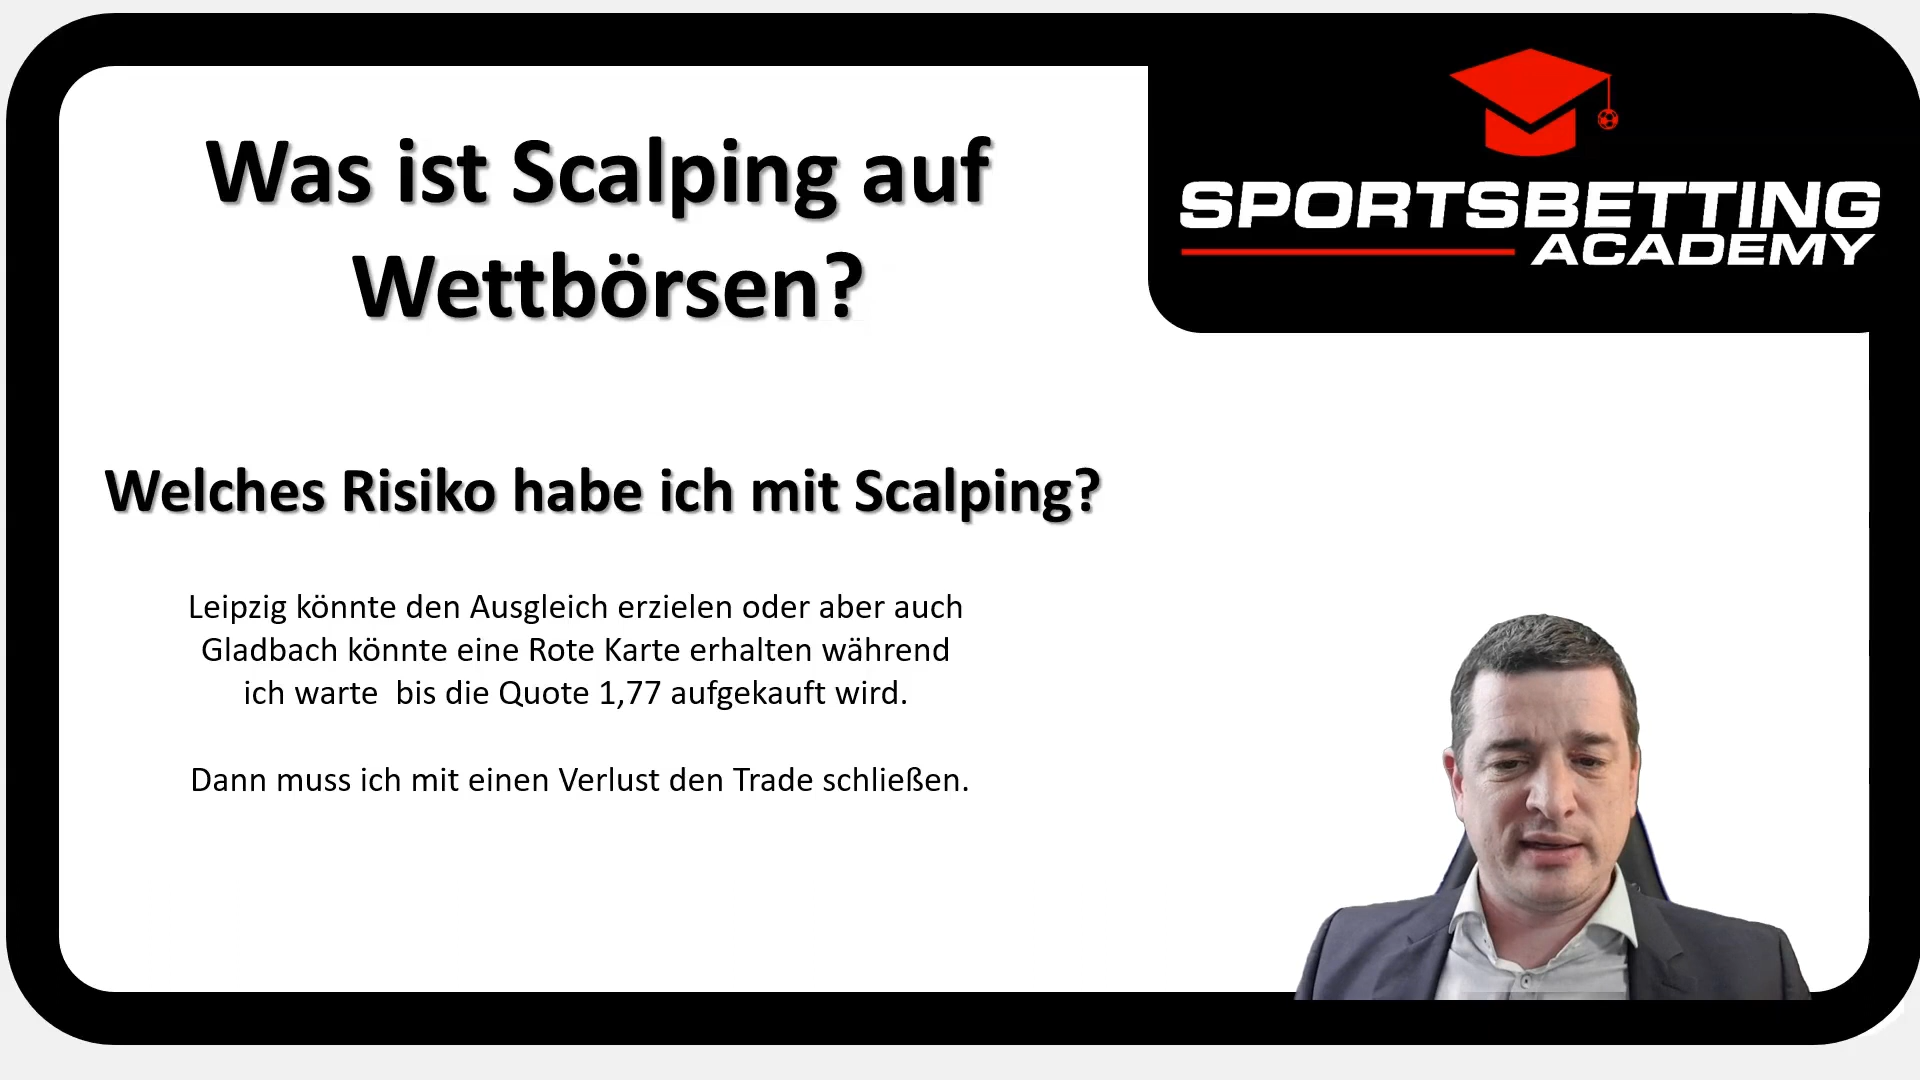 Was ist Scalping auf
Wettbörsen?
SPORTSBETTING
ACADEMY
Welches Risiko habe ich mit Scalping?
Leipzig könnte den Ausgleich erzielen oder aber auch
Gladbach könnte eine Rote Karte erhalten während
ich warte  bis die Quote 1,77 aufgekauft wird.
Dann muss ich mit einen Verlust den Trade schließen.